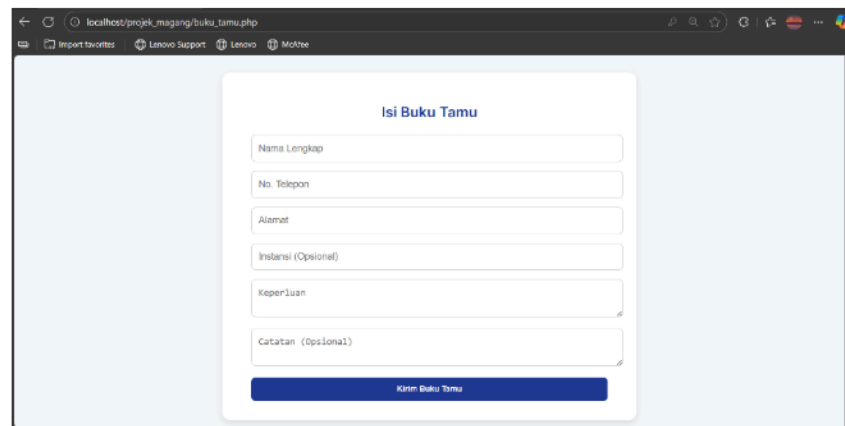 localhost/projek_magang/buku_tamu.php
Import favorites Lenovo Support Lenovo McAfee
Isi Buku Tamu
Nama Lengkap
No. Telepon
Alamat
Instansi (Opsional)
Keperluan
Catatan (Opsional)
Kirim Buku Tamu